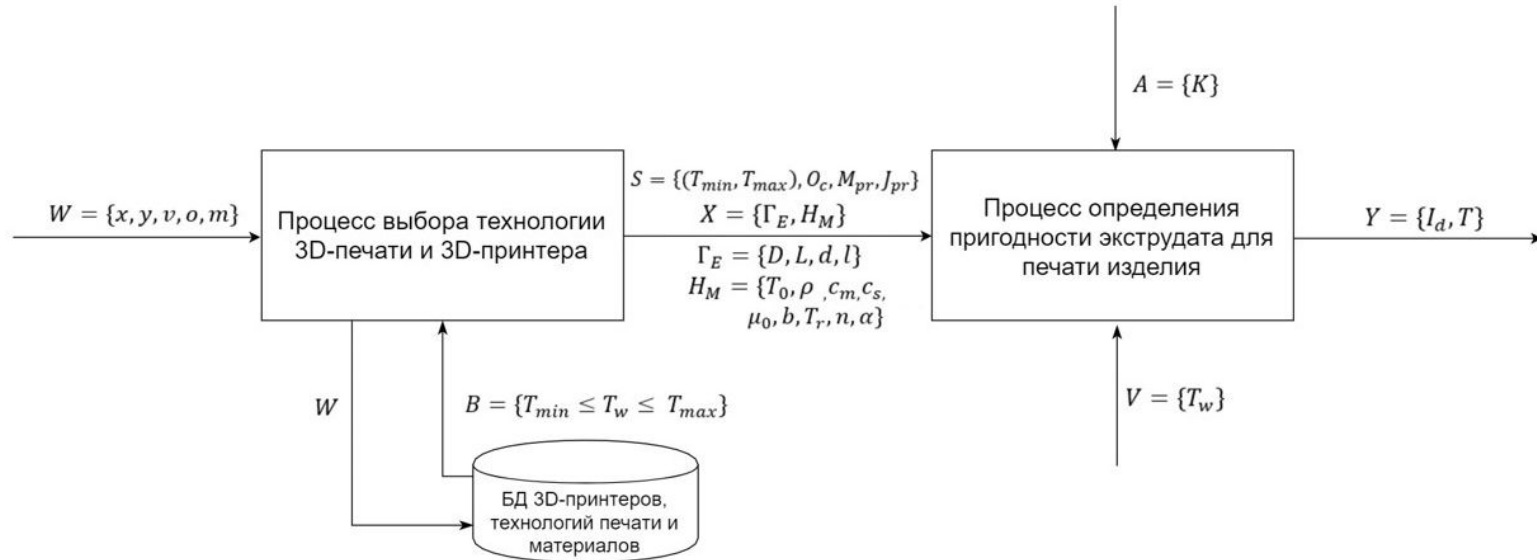 A = {K}
W = {x, y, v, o, m}
Процесс выбора технологии
3D-печати и 3D-принтера
S = {(T_min, T_max), O_c, M_pr, J_pr}
X = {Γ_E, H_M}
Γ_E = {D, L, d, l}
H_M = {T_0, ρ ,c_m,c_s,
μ_0, b, T_r, n, α}
Процесс определения
пригодности экструдата для
печати изделия
Y = {I_d, T}
W
B = {T_min ≤ T_w ≤ T_max}
V = {T_w}
БД 3D-принтеров,
технологий печати и
материалов